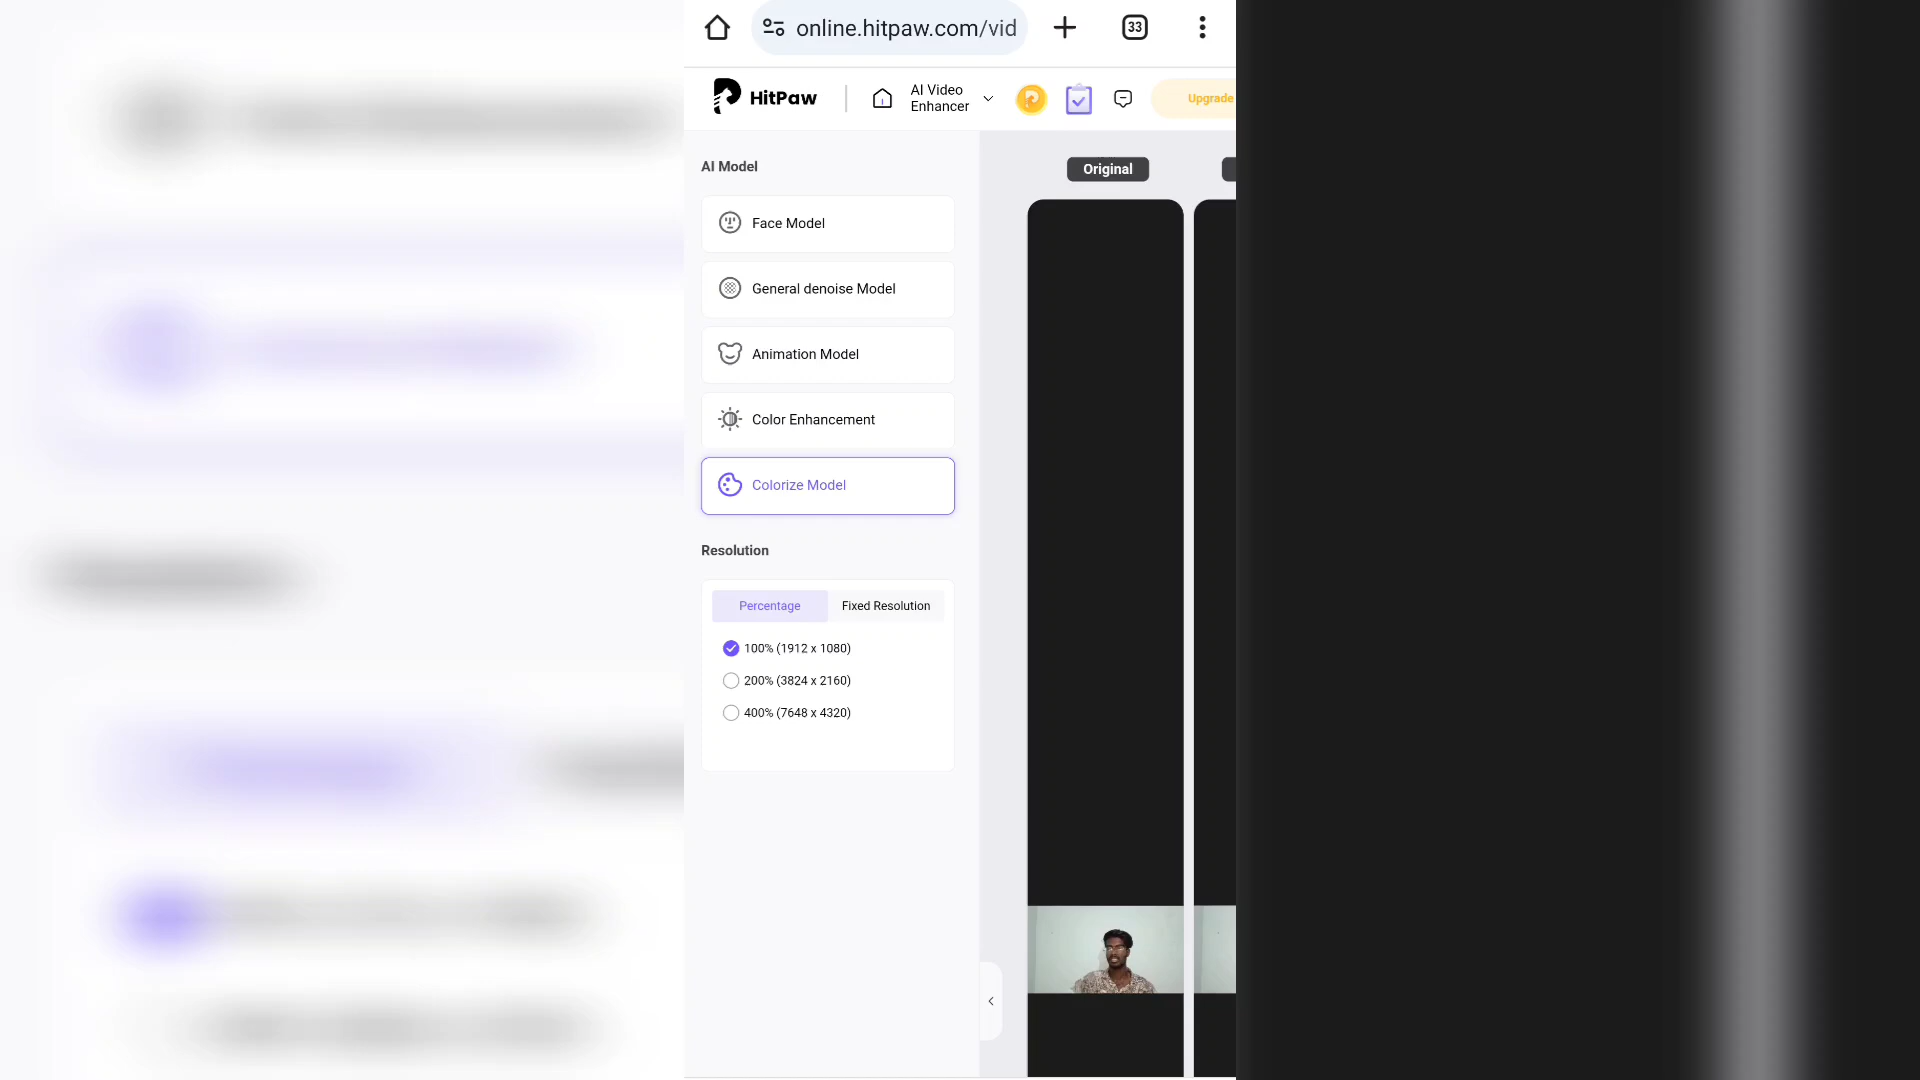 online.hitpaw.com/vid
33
HitPaw
AI Video
Enhancer
Upgrade
AI Model
Original
Face Model
General denoise Model
Animation Model
Color Enhancement
Colorize Model
Resolution
Percentage
Fixed Resolution
100% (1912 x 1080)
200% (3824 x 2160)
400% (7648 x 4320)